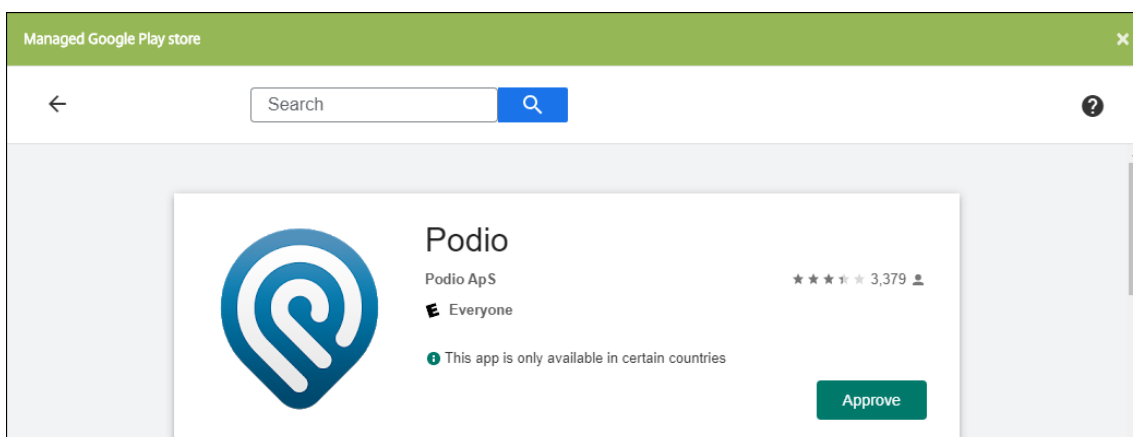 Managed Google Play store
Search
Podio
Podio ApS
3,379
Everyone
This app is only available in certain countries
Approve